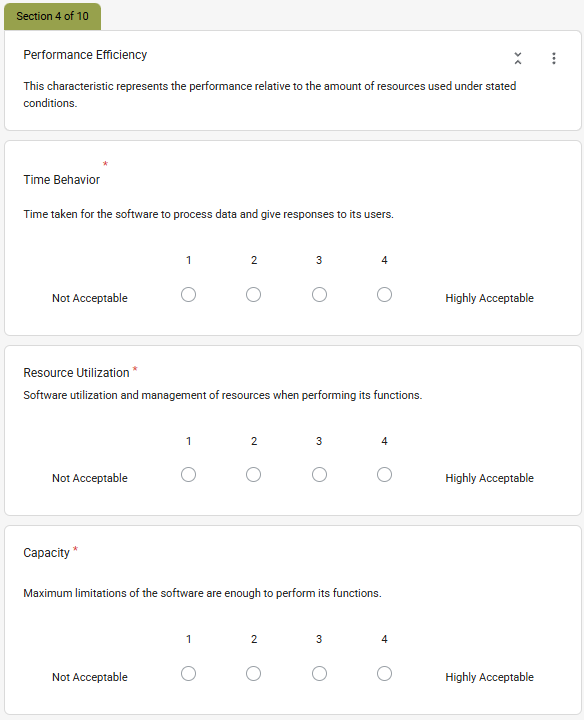 Section 4 of 10
Performance Efficiency
This characteristic represents the performance relative to the amount of resources used under stated
conditions.
*
Time Behavior
Time taken for the software to process data and give responses to its users.
1 2 3 4
Not Acceptable Highly Acceptable
Resource Utilization *
Software utilization and management of resources when performing its functions.
1 2 3 4
Not Acceptable Highly Acceptable
Capacity *
Maximum limitations of the software are enough to perform its functions.
1 2 3 4
Not Acceptable Highly Acceptable